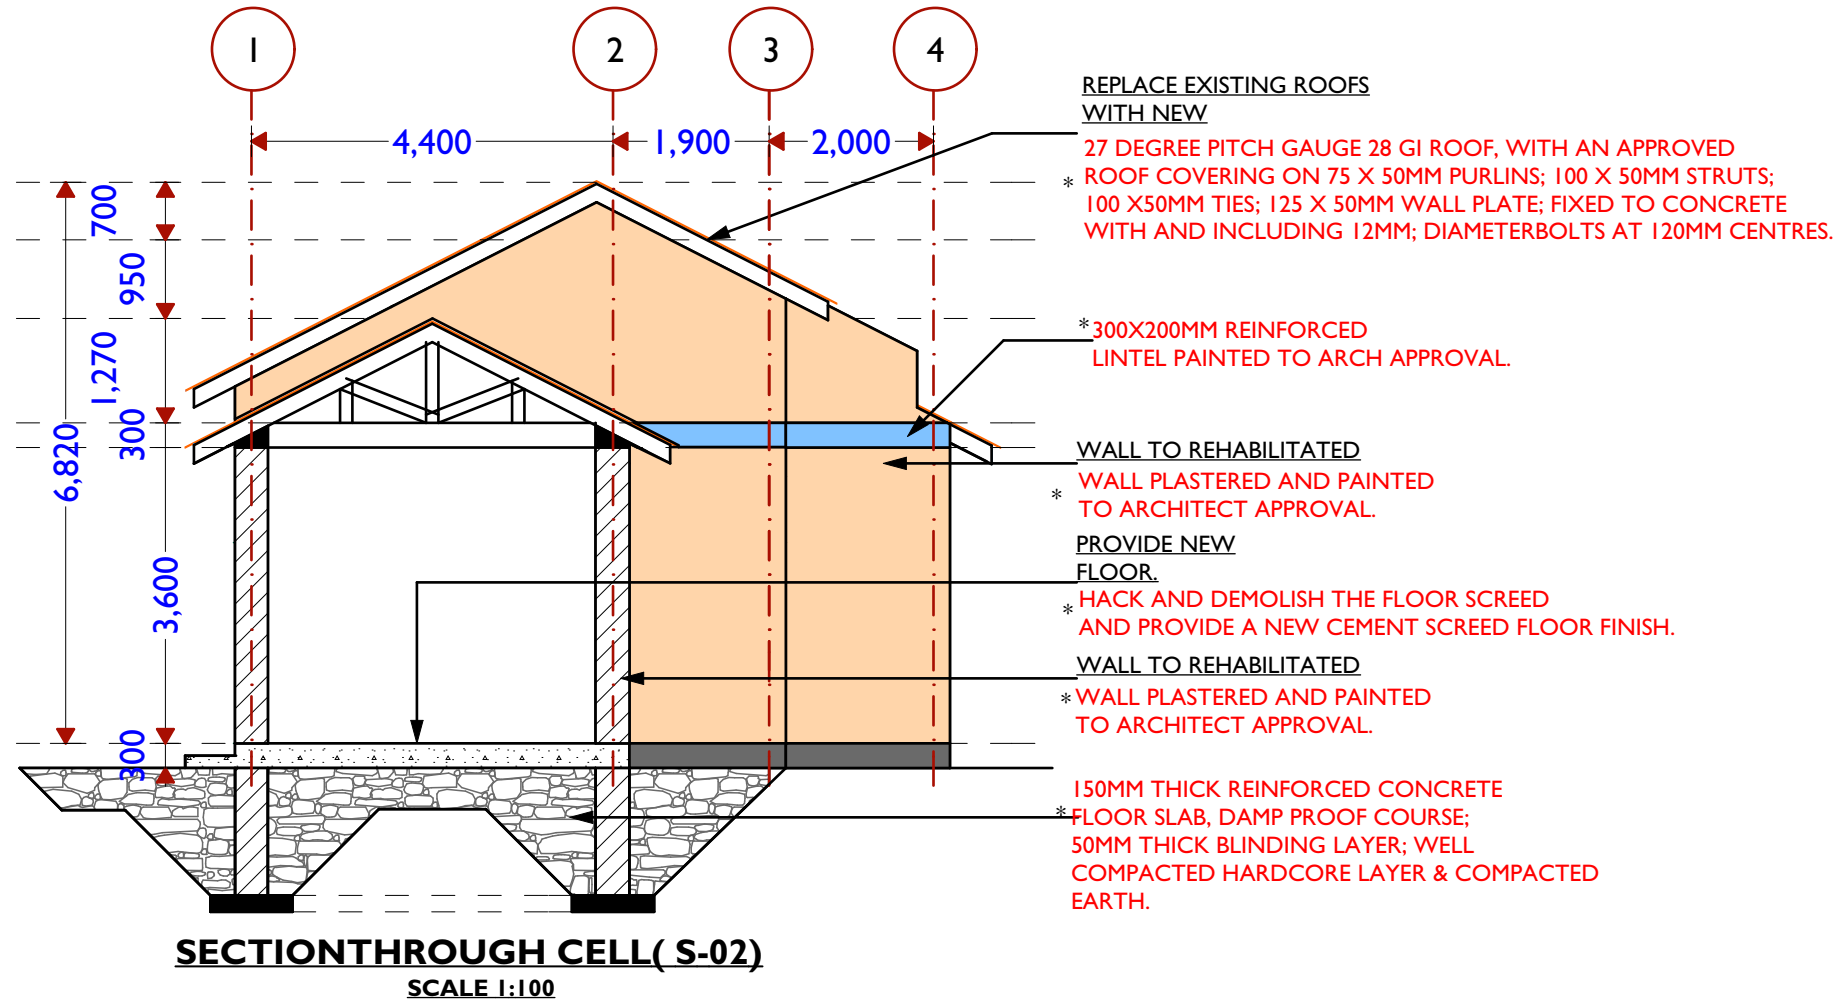 1
2
3
4
4,400
1,900
2,000
700
950
1,270
300
6,820
3,600
300
REPLACE EXISTING ROOFS
WITH NEW
27 DEGREE PITCH GAUGE 28 GI ROOF, WITH AN APPROVED
* ROOF COVERING ON 75 X 50MM PURLINS; 100 X 50MM STRUTS;
100 X50MM TIES; 125 X 50MM WALL PLATE; FIXED TO CONCRETE
WITH AND INCLUDING 12MM; DIAMETERBOLTS AT 120MM CENTRES.
* 300X200MM REINFORCED
LINTEL PAINTED TO ARCH APPROVAL.
WALL TO REHABILITATED
* WALL PLASTERED AND PAINTED
TO ARCHITECT APPROVAL.
PROVIDE NEW
FLOOR.
* HACK AND DEMOLISH THE FLOOR SCREED
AND PROVIDE A NEW CEMENT SCREED FLOOR FINISH.
WALL TO REHABILITATED
* WALL PLASTERED AND PAINTED
TO ARCHITECT APPROVAL.
150MM THICK REINFORCED CONCRETE
* FLOOR SLAB, DAMP PROOF COURSE;
50MM THICK BLINDING LAYER; WELL
COMPACTED HARDCORE LAYER & COMPACTED
EARTH.
SECTIONTHROUGH CELL( S-02)
SCALE 1:100